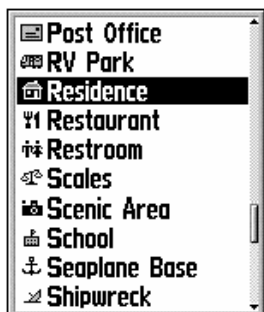 Post Office
RV Park
Residence
Restaurant
Restroom
Scales
Scenic Area
School
Seaplane Base
Shipwreck